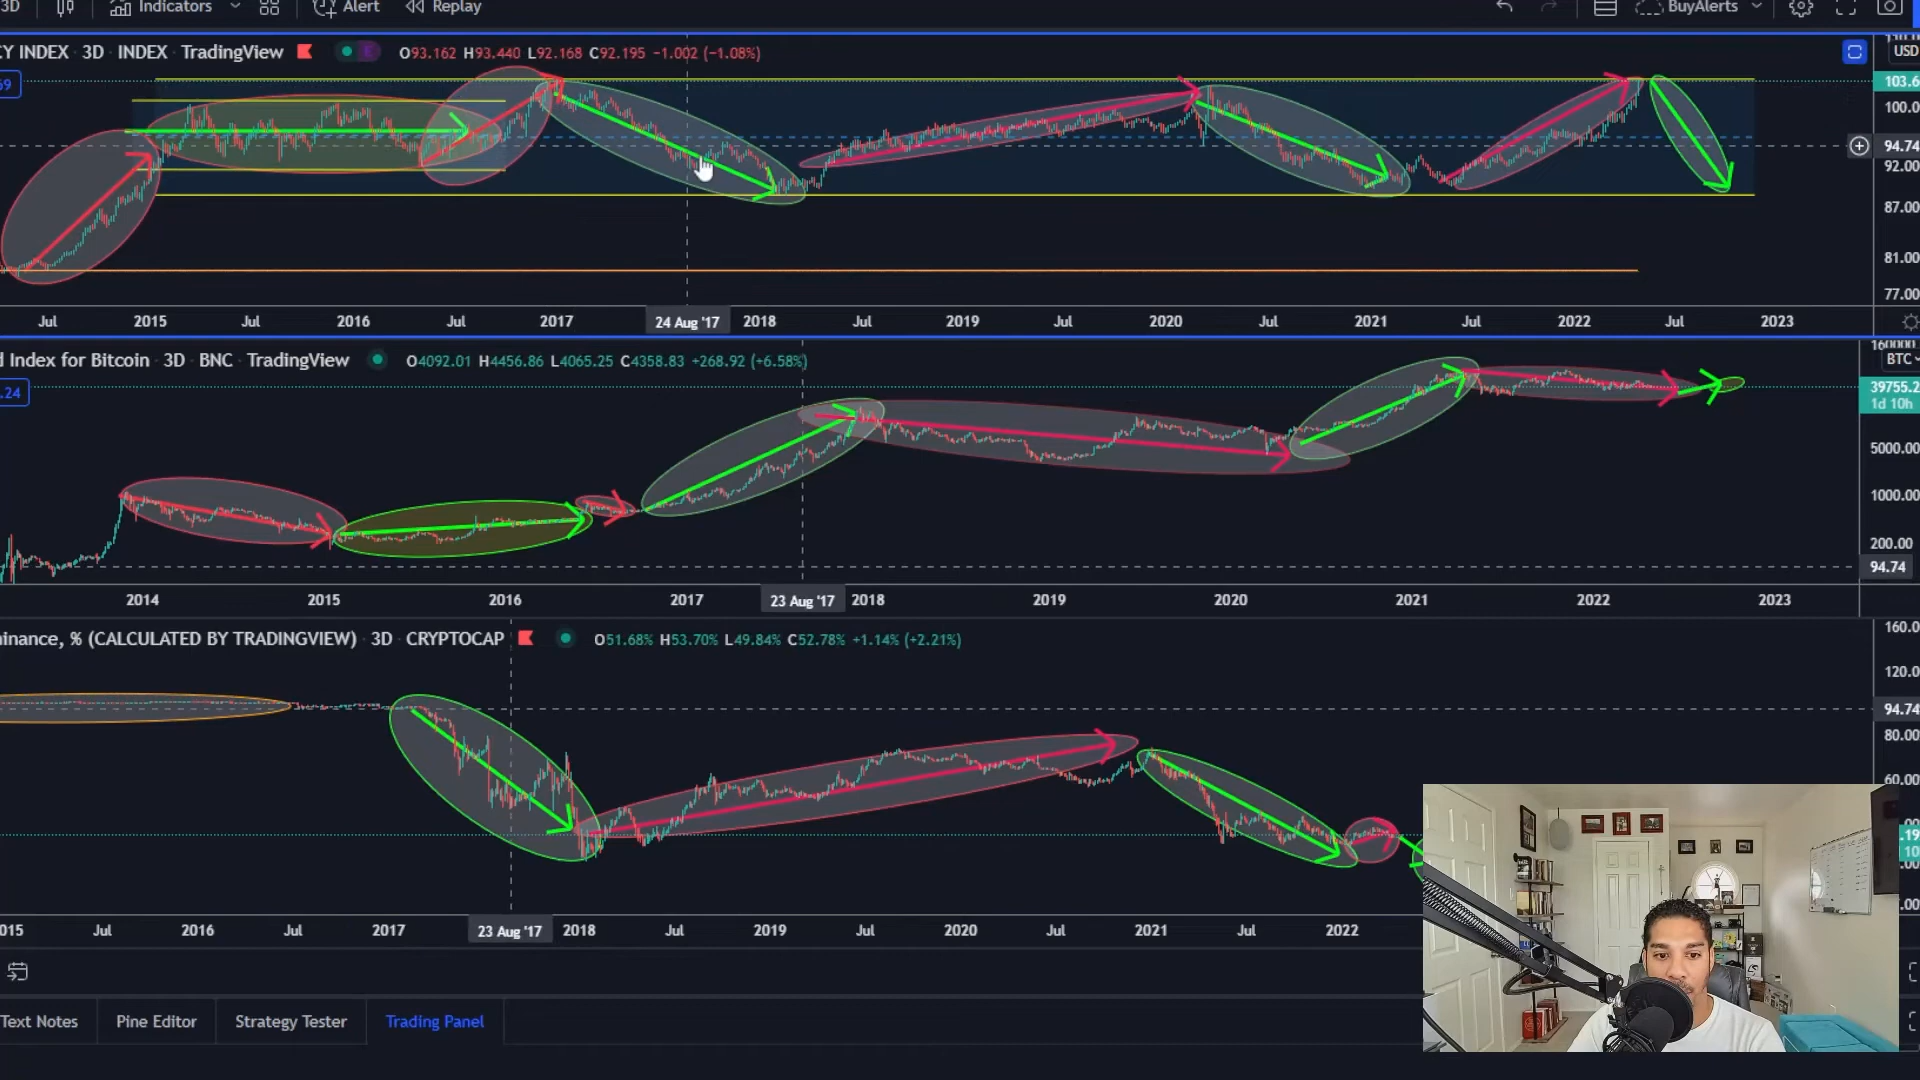 3D Indicators Alert Replay BuyAlerts
CY INDEX · 3D · INDEX · TradingView O93.162 H93.440 L92.168 C92.195 −1.002 (−1.08%) USD
69
103.6
100.00
94.74
92.00
87.00
81.00
77.00
Jul 2015 Jul 2016 Jul 2017 24 Aug '17 2018 Jul 2019 Jul 2020 Jul 2021 Jul 2022 Jul 2023
d Index for Bitcoin · 3D · BNC · TradingView O4092.01 H4456.86 L4065.25 C4358.83 +268.92 (+6.58%) BTC
.24
39755.2
1d 10h
5000.00
1000.00
200.00
94.74
2014 2015 2016 2017 23 Aug '17 2018 2019 2020 2021 2022 2023
minance, % (CALCULATED BY TRADINGVIEW) · 3D · CRYPTOCAP O51.68% H53.70% L49.84% C52.78% +1.14% (+2.21%)
160.0
120.0
94.74
80.00
60.00
.19
10
015 Jul 2016 Jul 2017 23 Aug '17 2018 Jul 2019 Jul 2020 Jul 2021 Jul 2022
Text Notes Pine Editor Strategy Tester Trading Panel